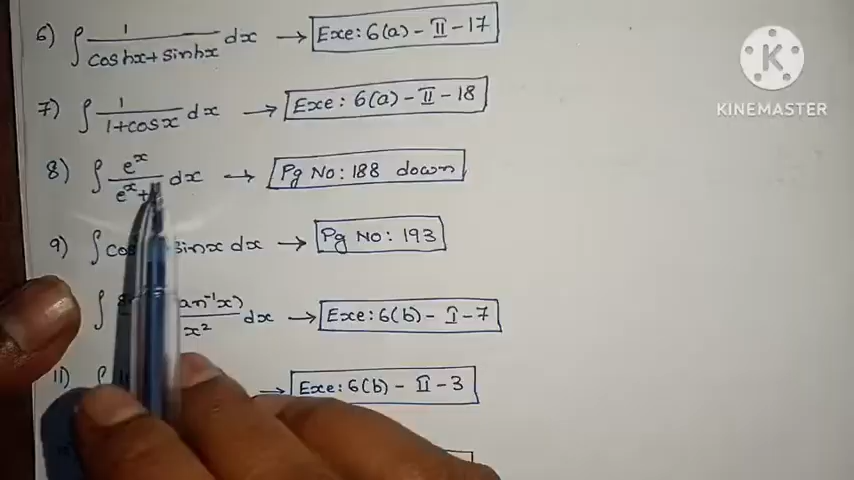 6) ∫ 1/(coshx+sinhx) dx → Exe: 6(a) - II - 17
7) ∫ 1/(1+cosx) dx → Exe: 6(a) - II - 18
8) ∫ e^x/(e^x+ dx → Pg No: 188 down
9) ∫ sinx dx → Pg No: 193
∫ x² dx → Exe: 6(b) - I - 7
11) → Exe: 6(b) - II - 3
KINEMASTER